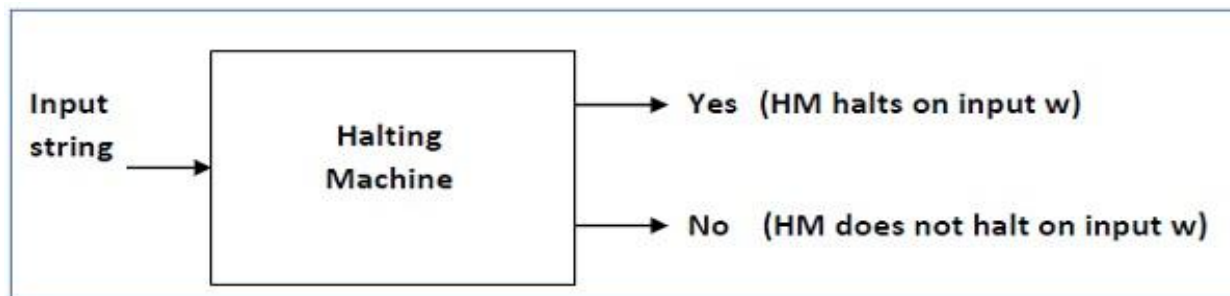 Input
string
Halting
Machine
Yes (HM halts on input w)
No (HM does not halt on input w)